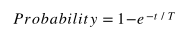 Probability = 1−e^{−t / T}